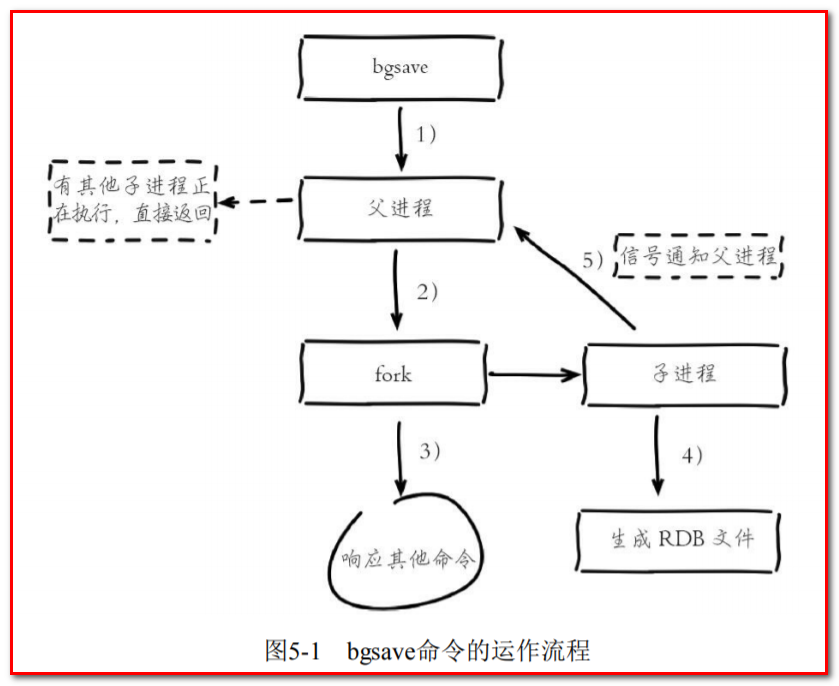 bgsave
1）
有其他子进程正
在执行，直接返回
父进程
5）
信号通知父进程
2）
fork
子进程
3）
4）
响应其他命令
生成 RDB 文件
图5-1 bgsave命令的运作流程